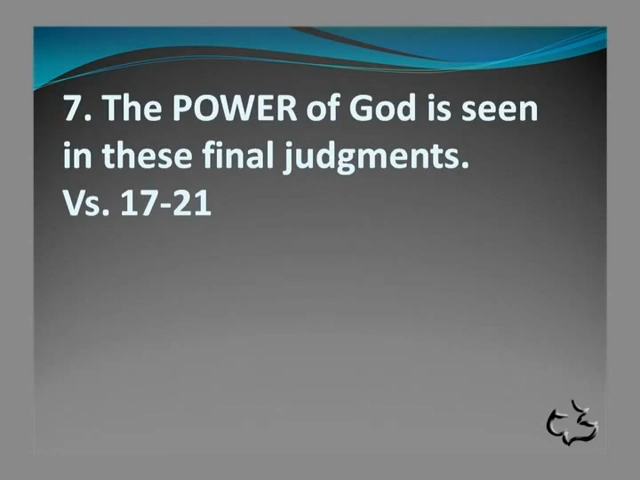 7. The POWER of God is seen
in these final judgments.
Vs. 17-21